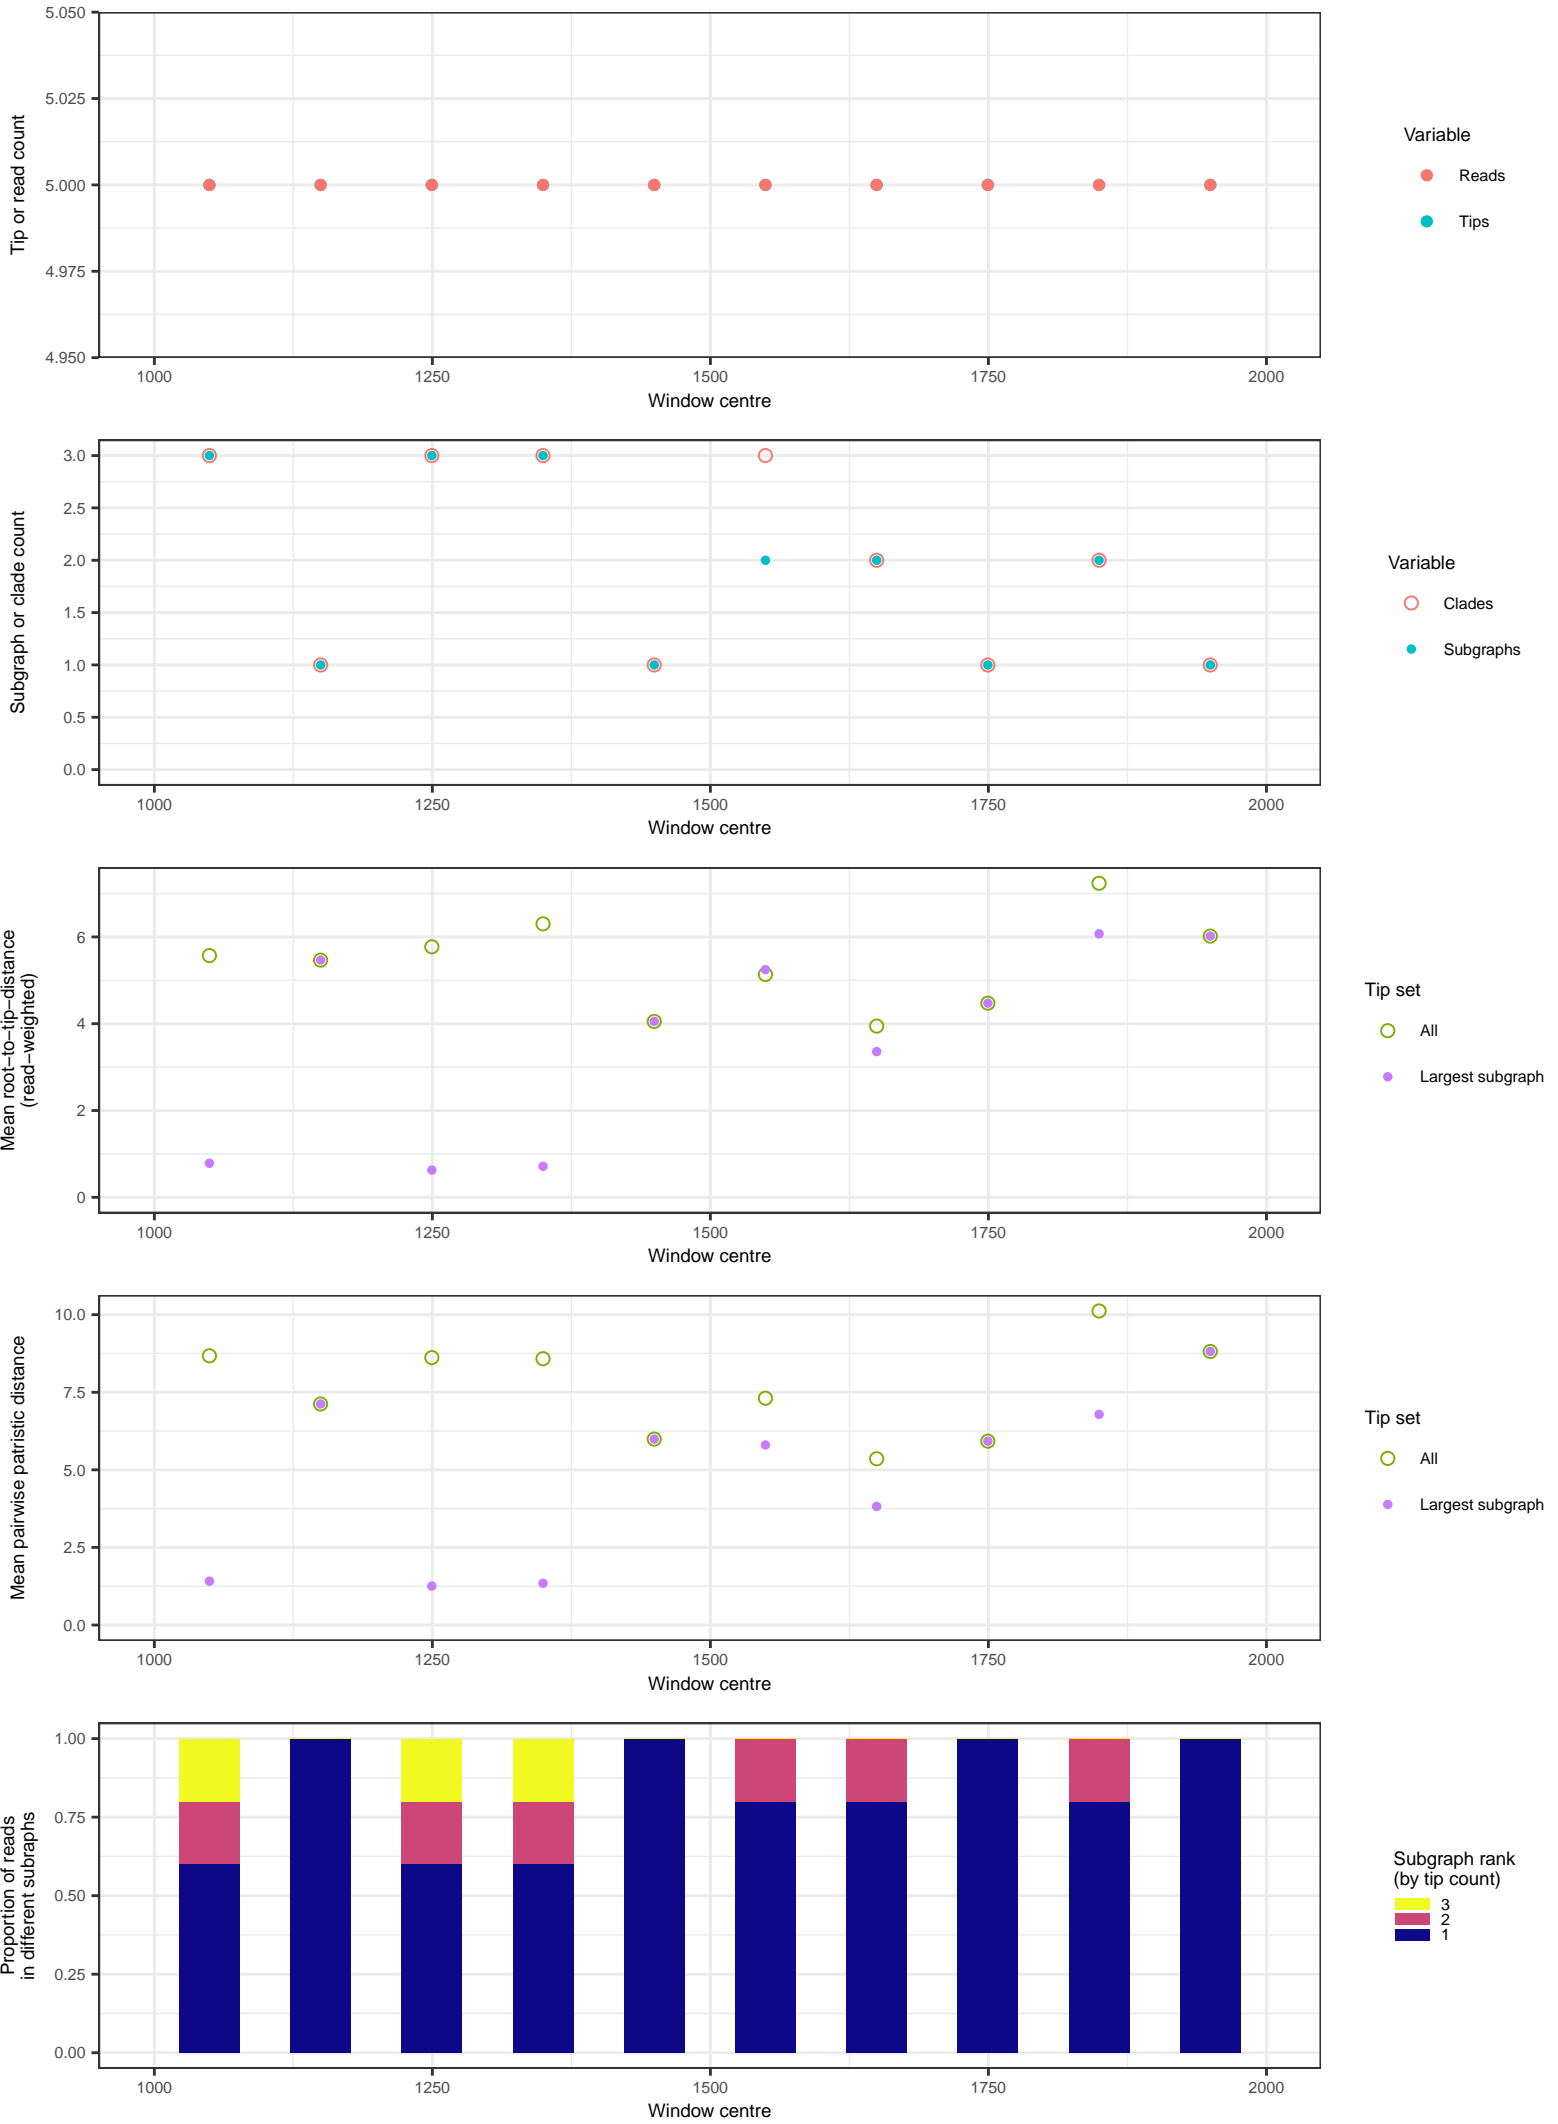 5.050
5.025
5.000
4.975
4.950
Tip or read count
1000 1250 1500 1750 2000
Window centre
Variable
Reads
Tips
3.0
2.5
2.0
1.5
1.0
0.5
0.0
Subgraph or clade count
1000 1250 1500 1750 2000
Window centre
Variable
Clades
Subgraphs
6
4
2
0
Mean root−to−tip−distance
(read−weighted)
1000 1250 1500 1750 2000
Window centre
Tip set
All
Largest subgraph
10.0
7.5
5.0
2.5
0.0
Mean pairwise patristic distance
1000 1250 1500 1750 2000
Window centre
Tip set
All
Largest subgraph
1.00
0.75
0.50
0.25
0.00
Proportion of reads
in different subraphs
1000 1250 1500 1750 2000
Window centre
Subgraph rank
(by tip count)
3
2
1